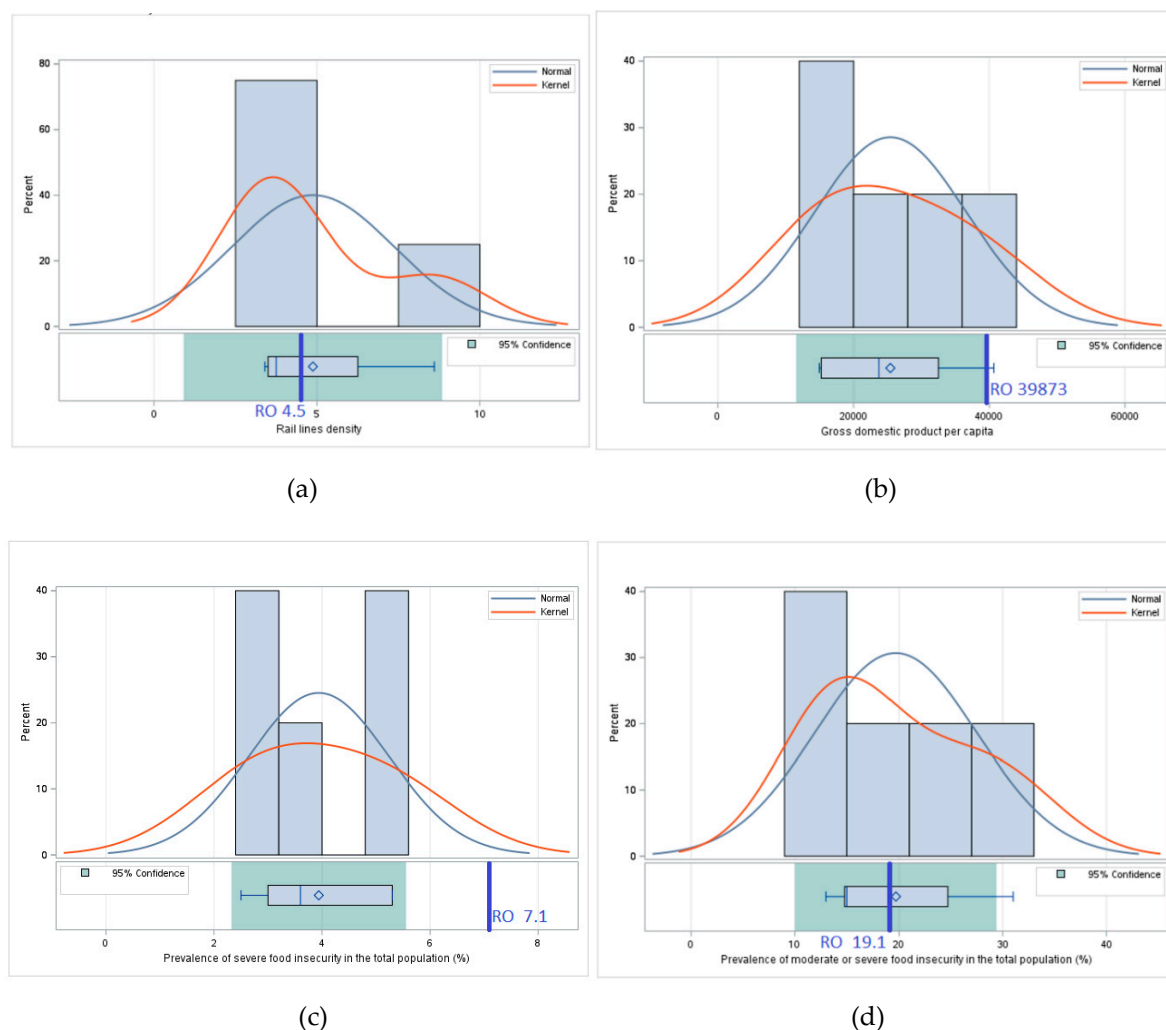 80
60
40
20
0
Percent
Normal
Kernel
95% Confidence
RO 4.5
0
5
10
Rail lines density
(a)
40
30
20
10
0
Percent
Normal
Kernel
95% Confidence
RO 39873
0
20000
40000
60000
Gross domestic product per capita
(b)
40
30
20
10
0
Percent
Normal
Kernel
95% Confidence
RO 7.1
0
2
4
6
8
Prevalence of severe food insecurity in the total population (%)
(c)
40
30
20
10
0
Percent
Normal
Kernel
95% Confidence
RO 19.1
0
10
20
30
40
Prevalence of moderate or severe food insecurity in the total population (%)
(d)